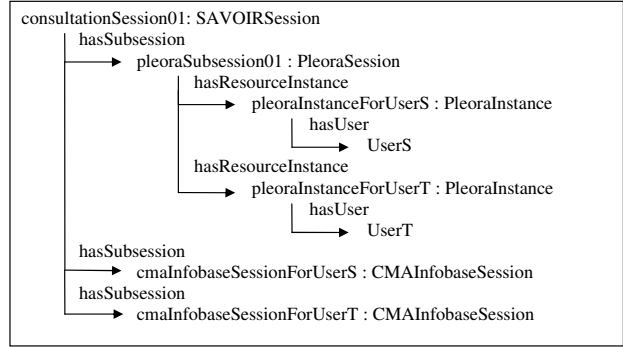 consultationSession01: SAVOIRSession
hasSubsession
pleoraSubsession01 : PleoraSession
hasResourceInstance
pleoraInstanceForUserS : PleoraInstance
hasUser
UserS
hasResourceInstance
pleoraInstanceForUserT : PleoraInstance
hasUser
UserT
hasSubsession
cmaInfobaseSessionForUserS : CMAInfobaseSession
hasSubsession
cmaInfobaseSessionForUserT : CMAInfobaseSession